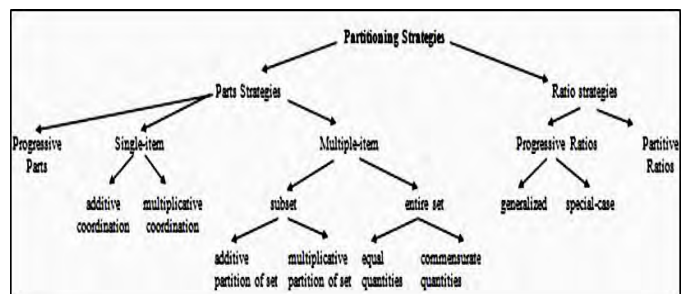 Partitioning Strategies
Parts Strategies
Ratio strategies
Progressive
Parts
Single-item
Multiple-item
Progressive Ratios
Partitive
Ratios
additive
coordination
multiplicative
coordination
subset
entire set
generalized
special-case
additive
partition of set
multiplicative
partition of set
equal
quantities
commensurate
quantities